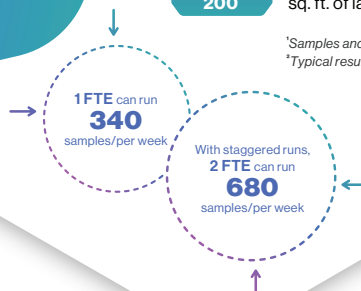 200
sq. ft. of la
¹Samples and
²Typical resu
1 FTE can run
340
samples/per week
With staggered runs,
2 FTE can run
680
samples/per week